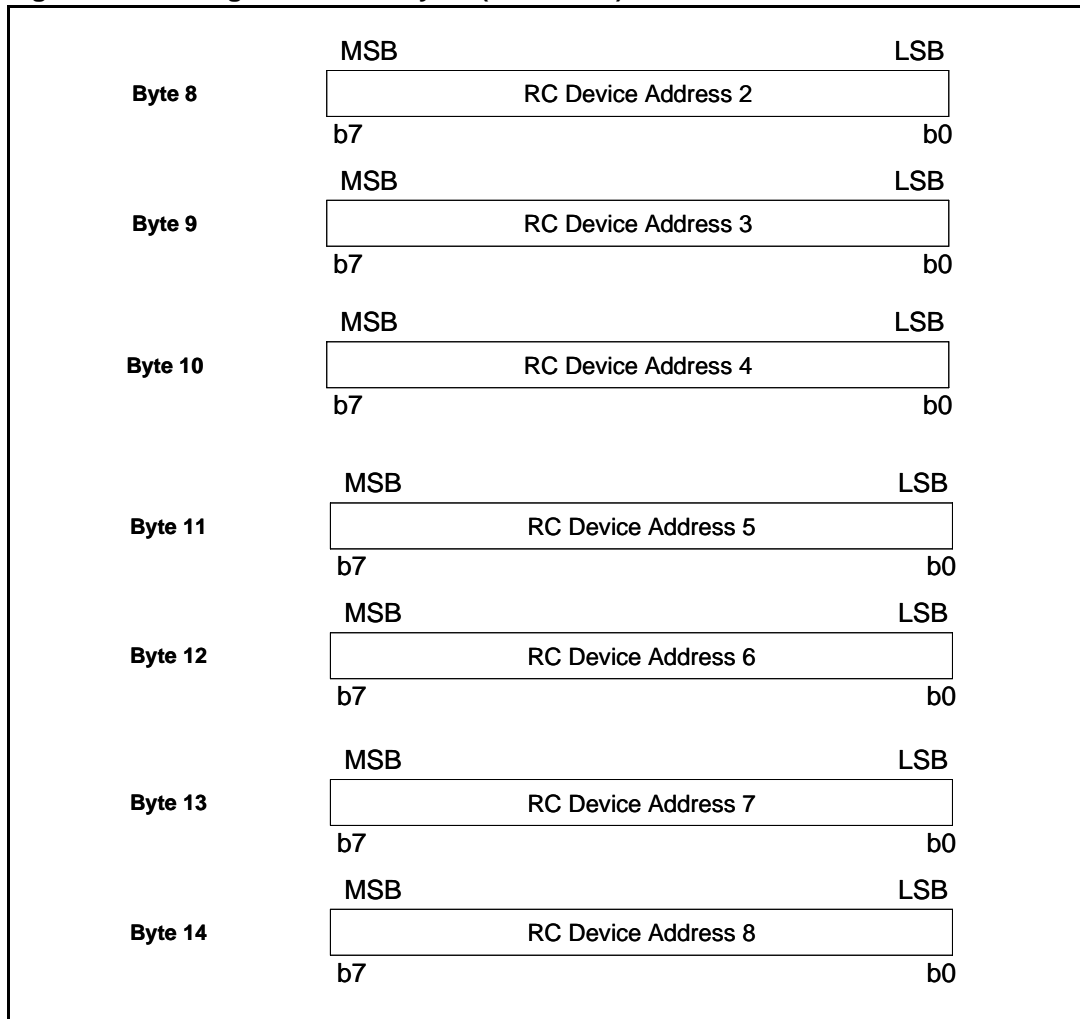 MSB LSB
Byte 8 RC Device Address 2
b7 b0
MSB LSB
Byte 9 RC Device Address 3
b7 b0
MSB LSB
Byte 10 RC Device Address 4
b7 b0
MSB LSB
Byte 11 RC Device Address 5
b7 b0
MSB LSB
Byte 12 RC Device Address 6
b7 b0
MSB LSB
Byte 13 RC Device Address 7
b7 b0
MSB LSB
Byte 14 RC Device Address 8
b7 b0